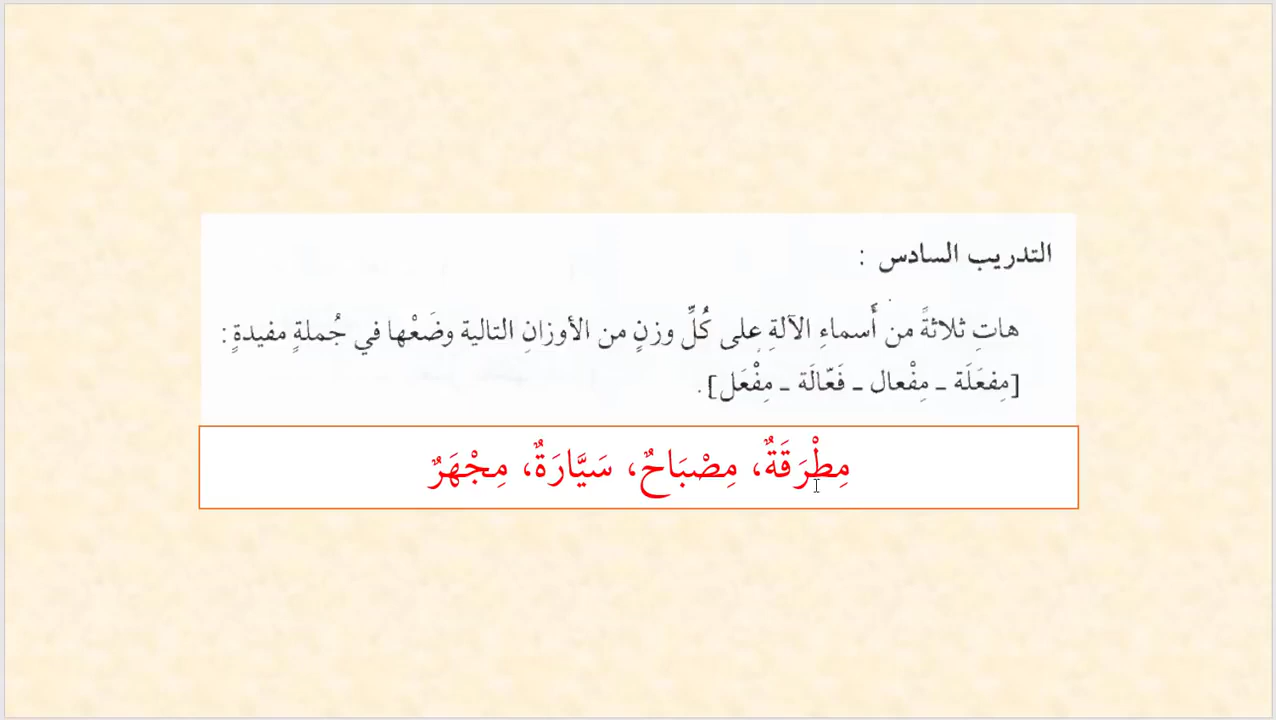 التدريب السادس :
هاتِ ثلاثةً من أَسماءِ الآلةِ على كُلِّ وزنٍ من الأوزانِ التالية وضَعْها في جُملةٍ مفيدةٍ :
[مِفعَلَة ـ مِفْعال ـ فَعّالَة ـ مِفْعَل] .
مِطْرَقَةٌ، مِصْبَاحٌ، سَيَّارَةٌ، مِجْهَرٌ